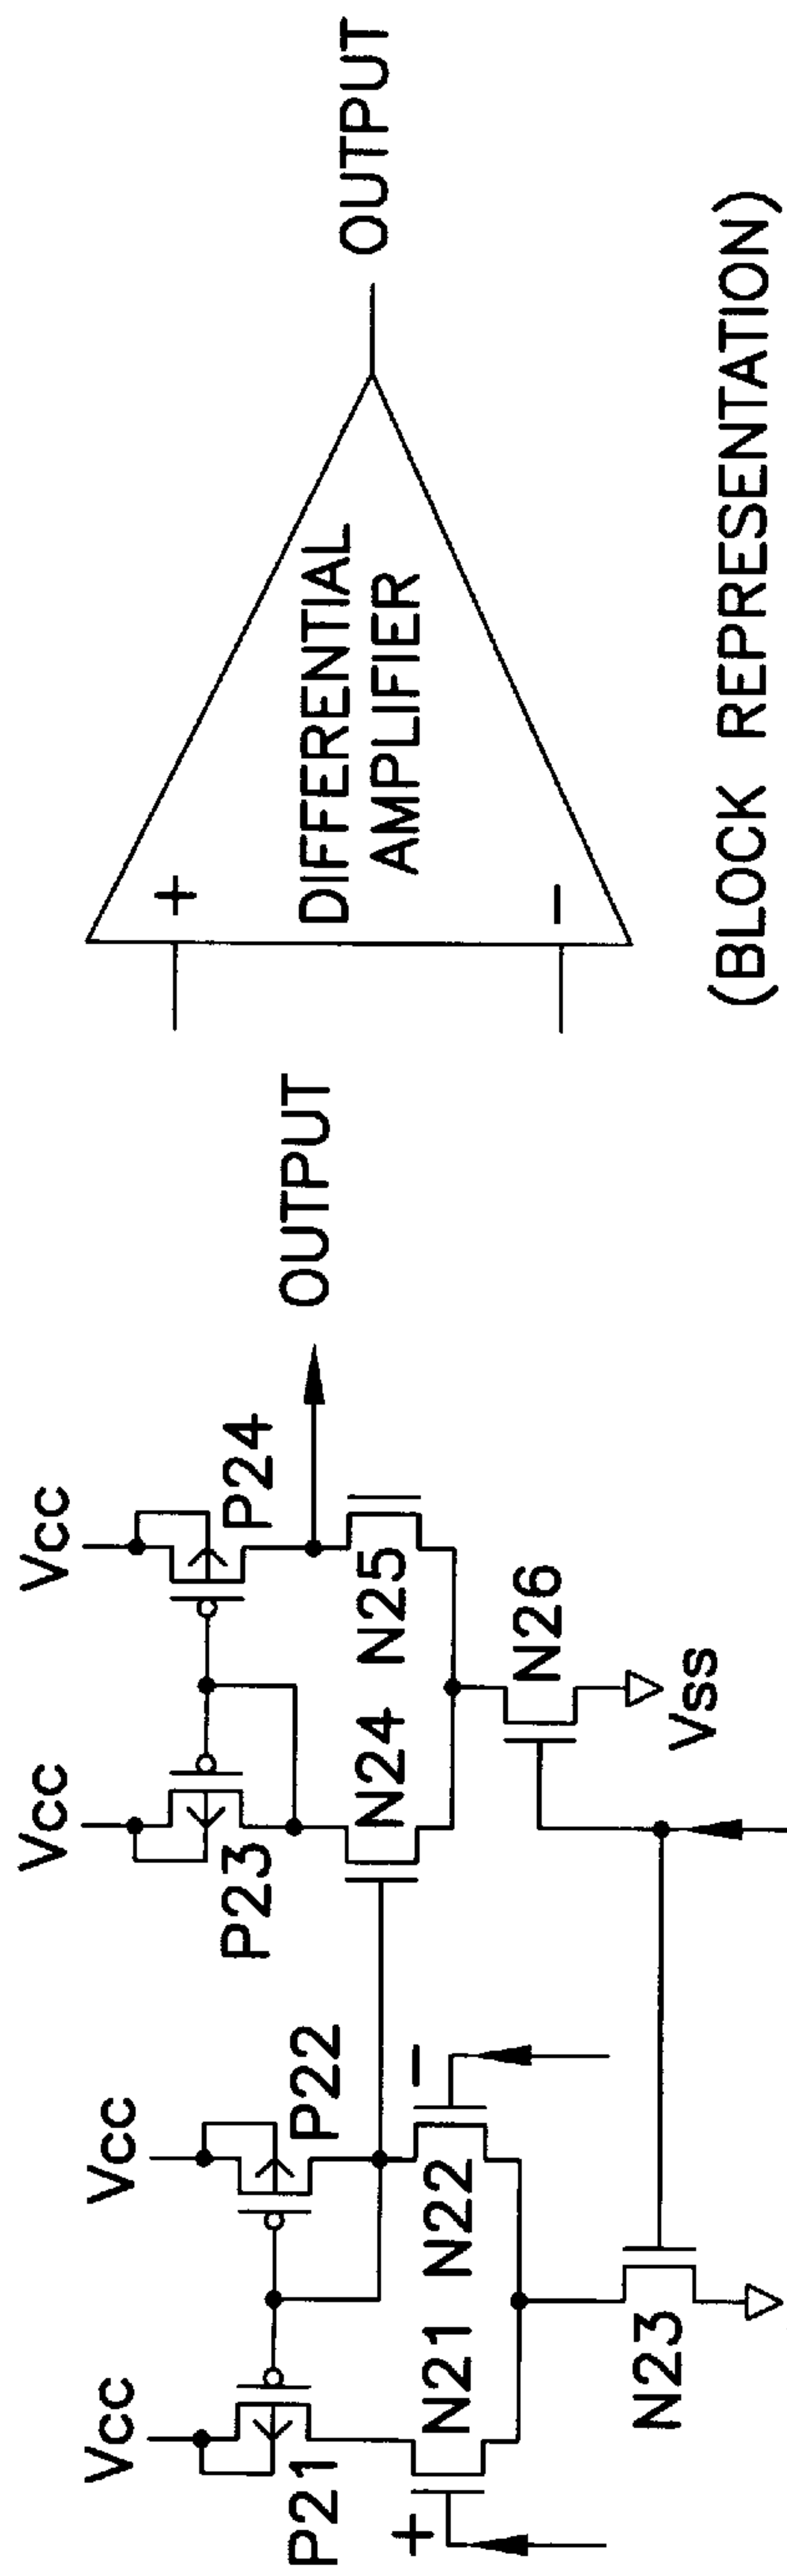 Vcc
Vcc
Vcc
Vcc
P21
P22
P23
P24
OUTPUT
+
N21
N22
−
N24
N25
N23
N26
Vss
+
−
DIFFERENTIAL
AMPLIFIER
OUTPUT
(BLOCK REPRESENTATION)